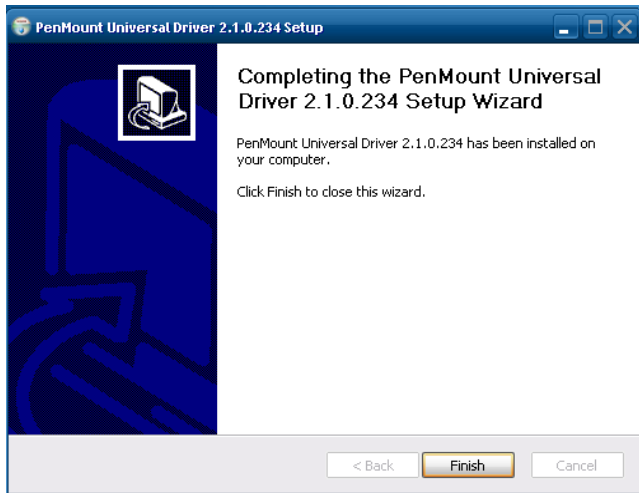 PenMount Universal Driver 2.1.0.234 Setup
Completing the PenMount Universal
Driver 2.1.0.234 Setup Wizard
PenMount Universal Driver 2.1.0.234 has been installed on
your computer.
Click Finish to close this wizard.
< Back
Finish
Cancel